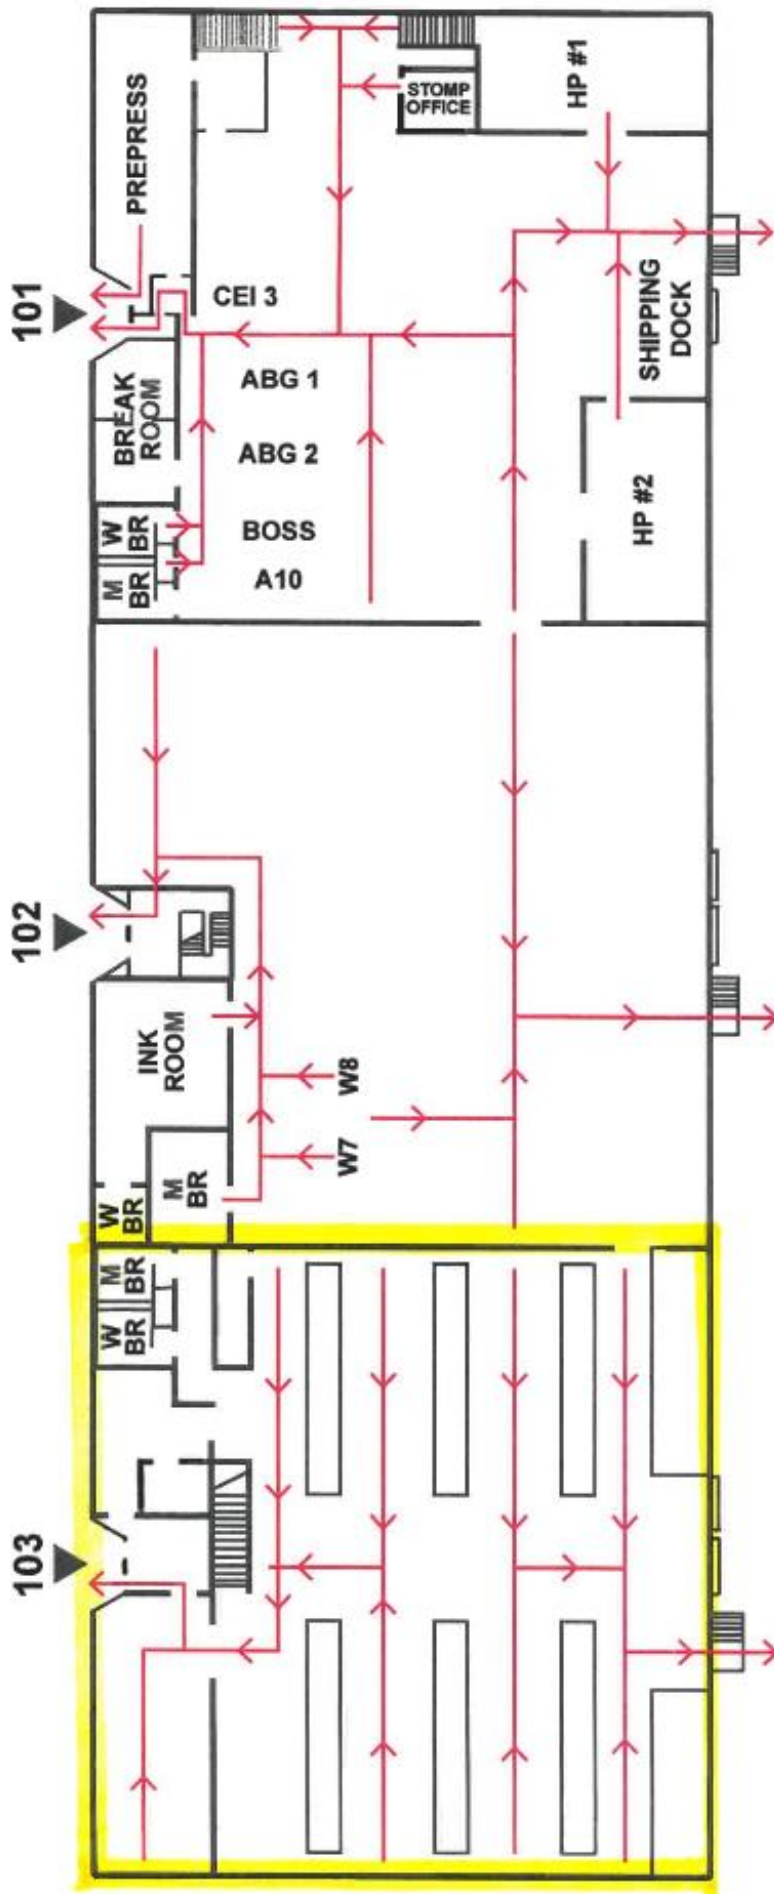 103
102
101
W
BR
M
BR
W
BR
M
BR
INK
ROOM
W7
W8
M
BR
W
BR
BREAK
ROOM
PREPRESS
A10
BOSS
ABG 2
ABG 1
CEI 3
STOMP
OFFICE
HP #1
HP #2
SHIPPING
DOCK